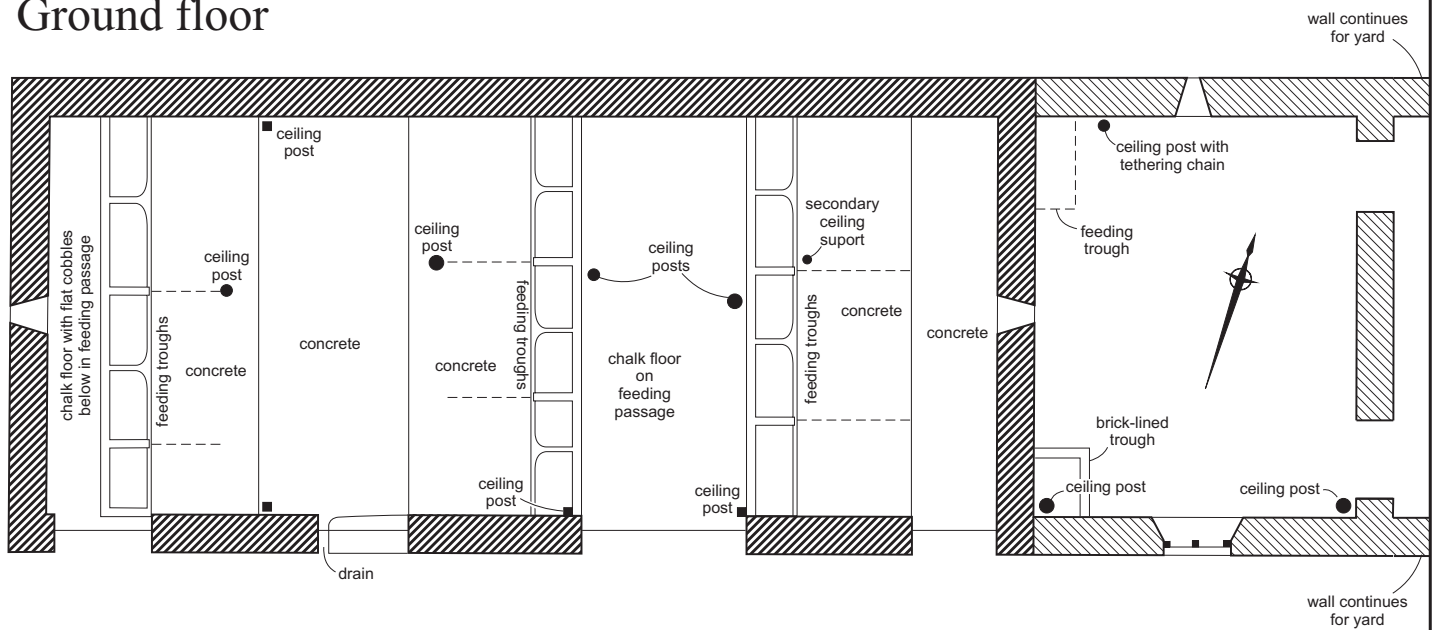 Ground floor
wall continues
for yard
ceiling
post
ceiling post with
tethering chain
secondary
ceiling
suport
ceiling
post
feeding
trough
ceiling
posts
ceiling
post
chalk floor with flat cobbles
below in feeding passage
feeding troughs
concrete
concrete
concrete
feeding troughs
chalk floor
on
feeding
passage
feeding troughs
concrete
concrete
brick-lined
trough
ceiling
post
ceiling
post
ceiling post
ceiling post
drain
wall continues
for yard